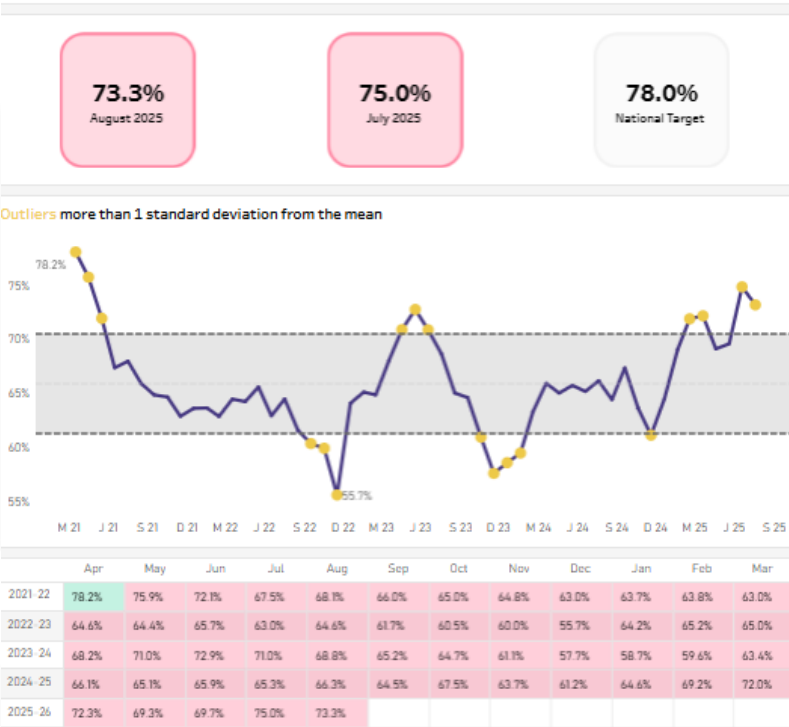 73.3% 75.0% 78.0%
August 2025 July 2025 National Target
Outliers more than 1 standard deviation from the mean
78.2%
75%
70%
65%
60%
55.7%
55%
M 21 J 21 S 21 D 21 M 22 J 22 S 22 D 22 M 23 J 23 S 23 D 23 M 24 J 24 S 24 D 24 M 25 J 25 S 25
Apr May Jun Jul Aug Sep Oct Nov Dec Jan Feb Mar
2021-22 78.2% 75.9% 72.1% 67.5% 68.1% 66.0% 65.0% 64.8% 63.0% 63.7% 63.8% 63.0%
2022-23 64.6% 64.4% 65.7% 63.0% 64.6% 61.7% 60.5% 60.0% 55.7% 64.2% 65.2% 65.0%
2023-24 68.2% 71.0% 72.9% 71.0% 68.8% 65.2% 64.7% 61.1% 57.7% 58.7% 59.6% 63.4%
2024-25 66.1% 65.1% 65.9% 65.3% 66.3% 64.5% 67.5% 63.7% 61.2% 64.6% 69.2% 72.0%
2025-26 72.3% 69.3% 69.7% 75.0% 73.3%